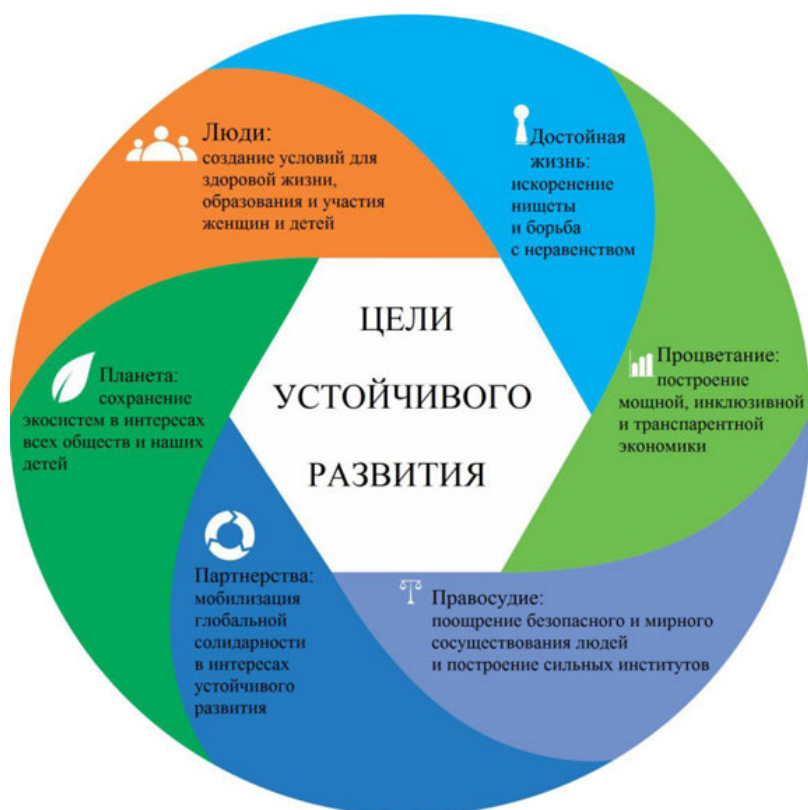 Люди:
создание условий для
здоровой жизни,
образования и участия
женщин и детей
Достойная
жизнь:
искоренение
нищеты
и борьба
с неравенством
ЦЕЛИ
УСТОЙЧИВОГО
РАЗВИТИЯ
Процветание:
построение
мощной, инклюзивной
и транспарентной
экономики
Планета:
сохранение
экосистем в интересах
всех обществ и наших
детей
Партнерства:
мобилизация
глобальной
солидарности
в интересах
устойчивого
развития
Правосудие:
поощрение безопасного и мирного
сосуществования людей
и построение сильных институтов